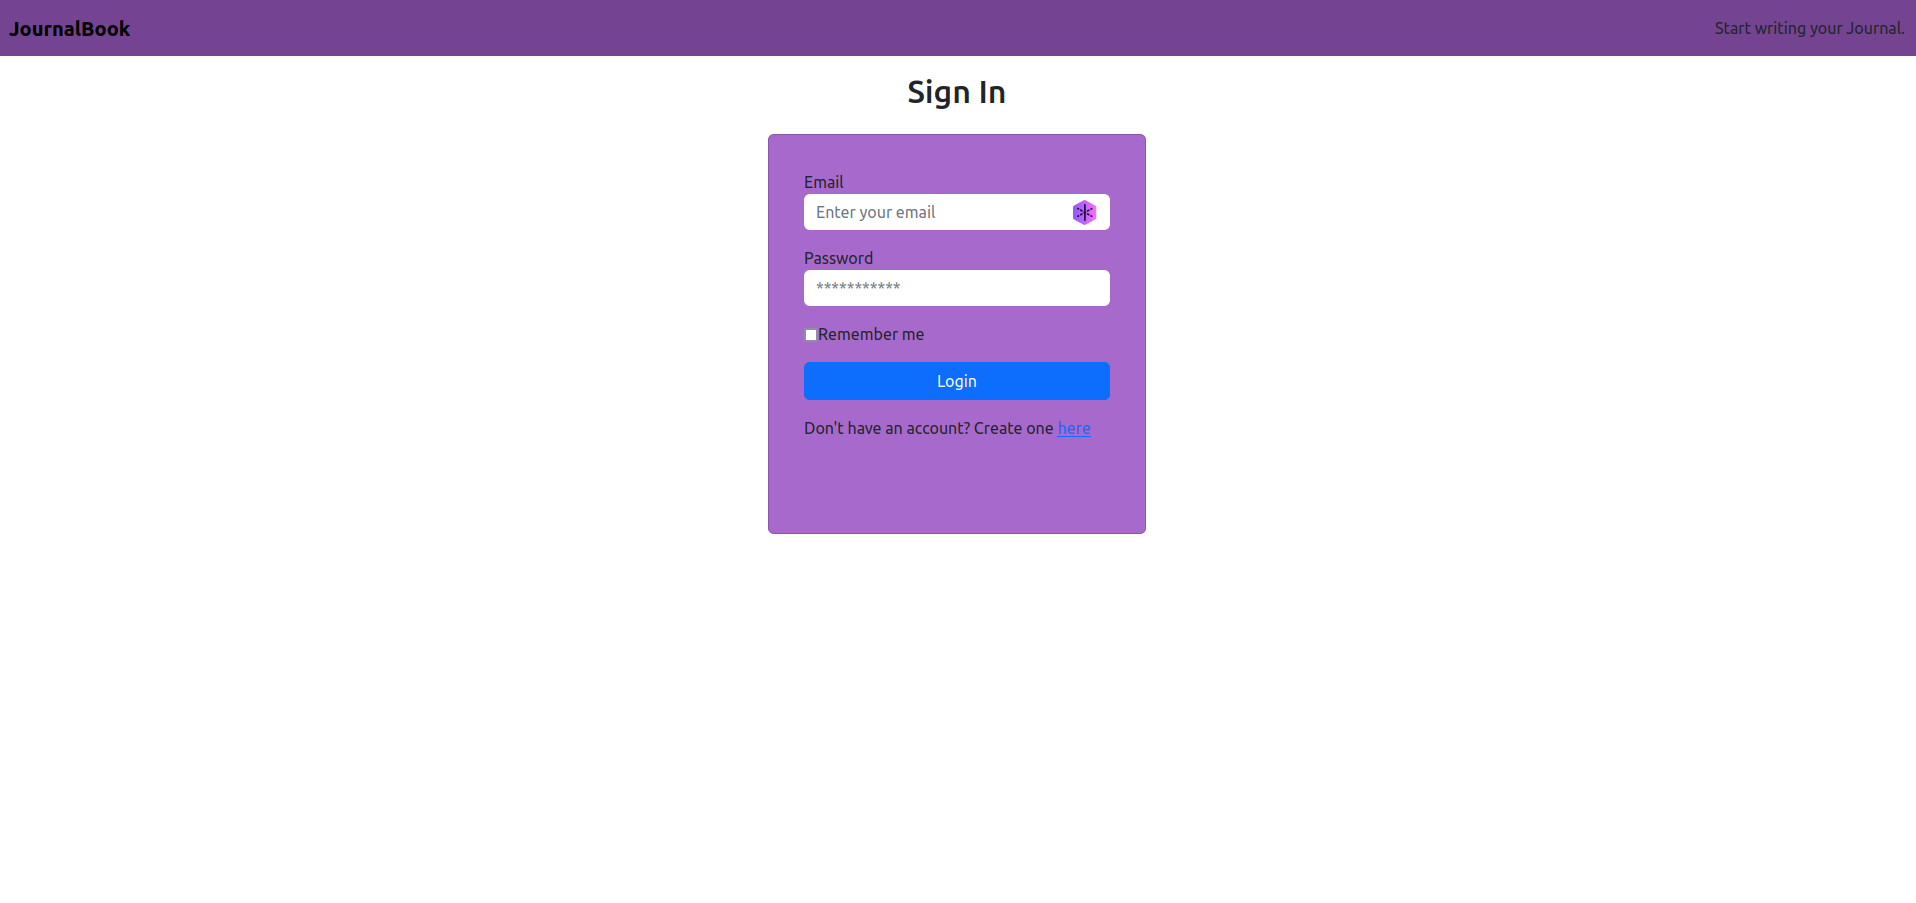 JournalBook
Start writing your Journal.
Sign In
Email
Enter your email
Password
***********
Remember me
Login
Don't have an account? Create one here